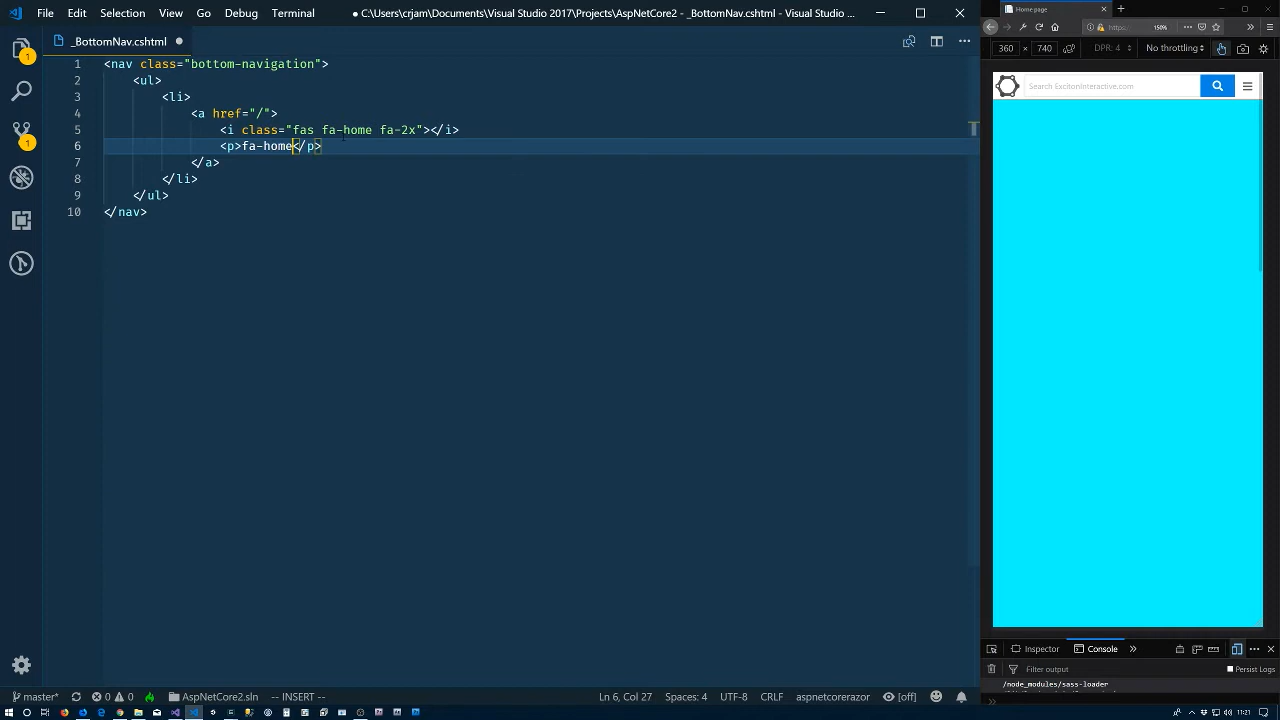 File Edit Selection View Go Debug Terminal
● C:\Users\crjam\Documents\Visual Studio 2017\Projects\AspNetCore2 - _BottomNav.cshtml - Visual Studio ...
Home page
_BottomNav.cshtml
https:
150%
360 × 740 DPR: 4 No throttling
Search ExcitonInteractive.com
1 <nav class="bottom-navigation">
2 <ul>
3 <li>
4 <a href="/">
5 <i class="fas fa-home fa-2x"></i>
6 <p>fa-home</p>
7 </a>
8 </li>
9 </ul>
10 </nav>
1
1
Inspector Console
Filter output Persist Logs
/node_modules/sass-loader
master* 0 0 AspNetCore2.sln -- INSERT -- Ln 6, Col 27 Spaces: 4 UTF-8 CRLF aspnetcorerazor [off]
11:21